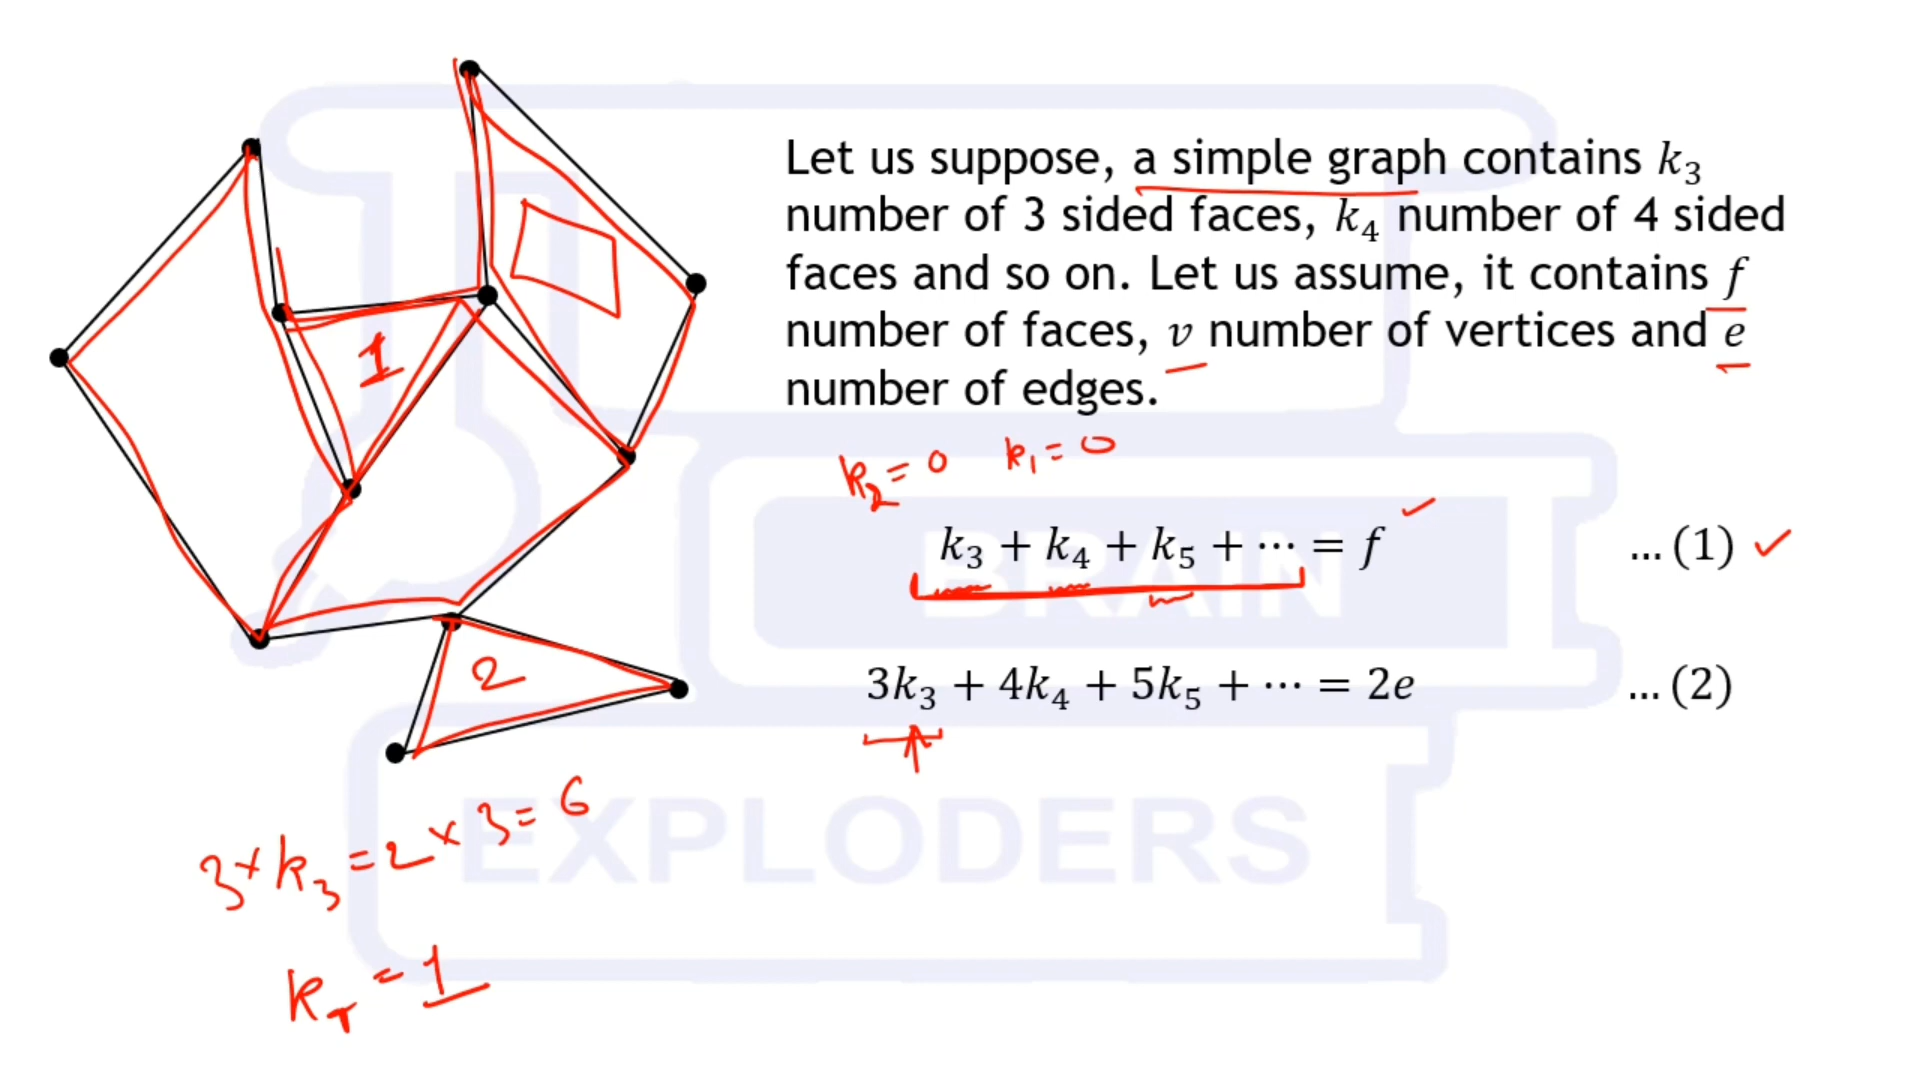 Let us suppose, a simple graph contains k₃
number of 3 sided faces, k₄ number of 4 sided
faces and so on. Let us assume, it contains f
number of faces, v number of vertices and e
number of edges.
k₂ = 0 k₁ = 0
k₃ + k₄ + k₅ + ⋯ = f ... (1)
3k₃ + 4k₄ + 5k₅ + ⋯ = 2e ... (2)
1
2
3 × k₃ = 2 × 3 = 6
= 1
BRAIN
EXPLODERS